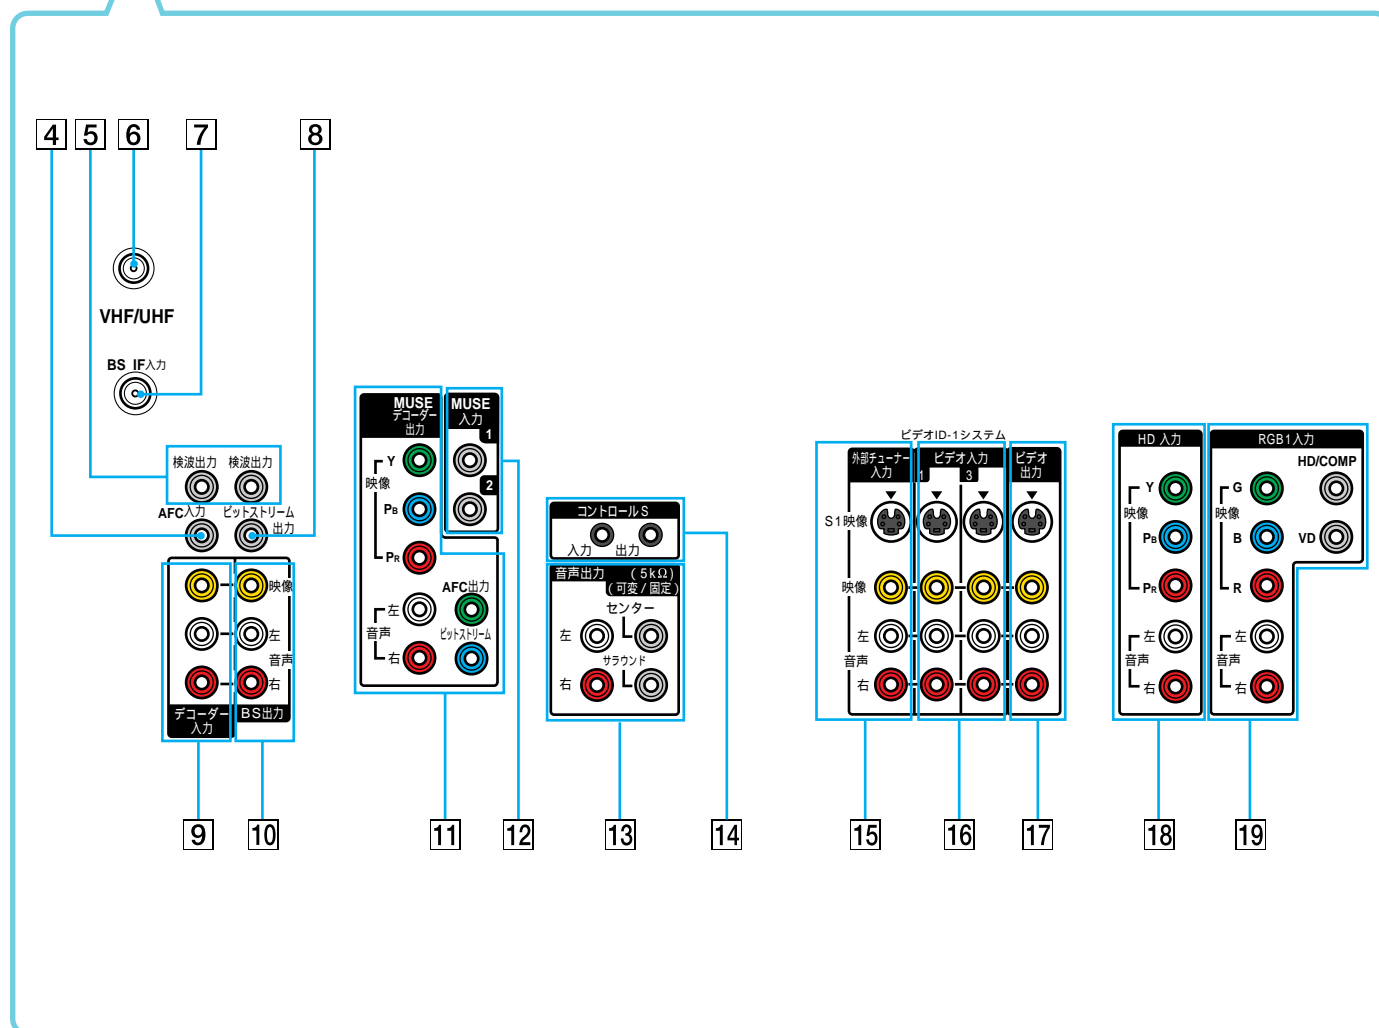 4
5
6
7
8
VHF/UHF
BS IF入力
検波出力 検波出力
AFC入力
ビットストリーム
出力
映像
左
音声
右
デコーダー
入力
BS出力
9
10
MUSE
デコーダー
出力
Y
映像
PB
PR
左
音声
右
AFC出力
ビットストリーム
MUSE
入力
1
2
11
12
コントロールS
入力 出力
音声出力 (5kΩ)
(可変/固定)
センター
左
サラウンド
右
13
14
ビデオID-1システム
外部チューナー
入力
ビデオ入力
1 3
ビデオ
出力
S1映像
映像
左
音声
右
15
16
17
HD 入力
Y
映像
PB
PR
左
音声
右
RGB1入力
HD/COMP
G
映像
B
VD
R
左
音声
右
18
19